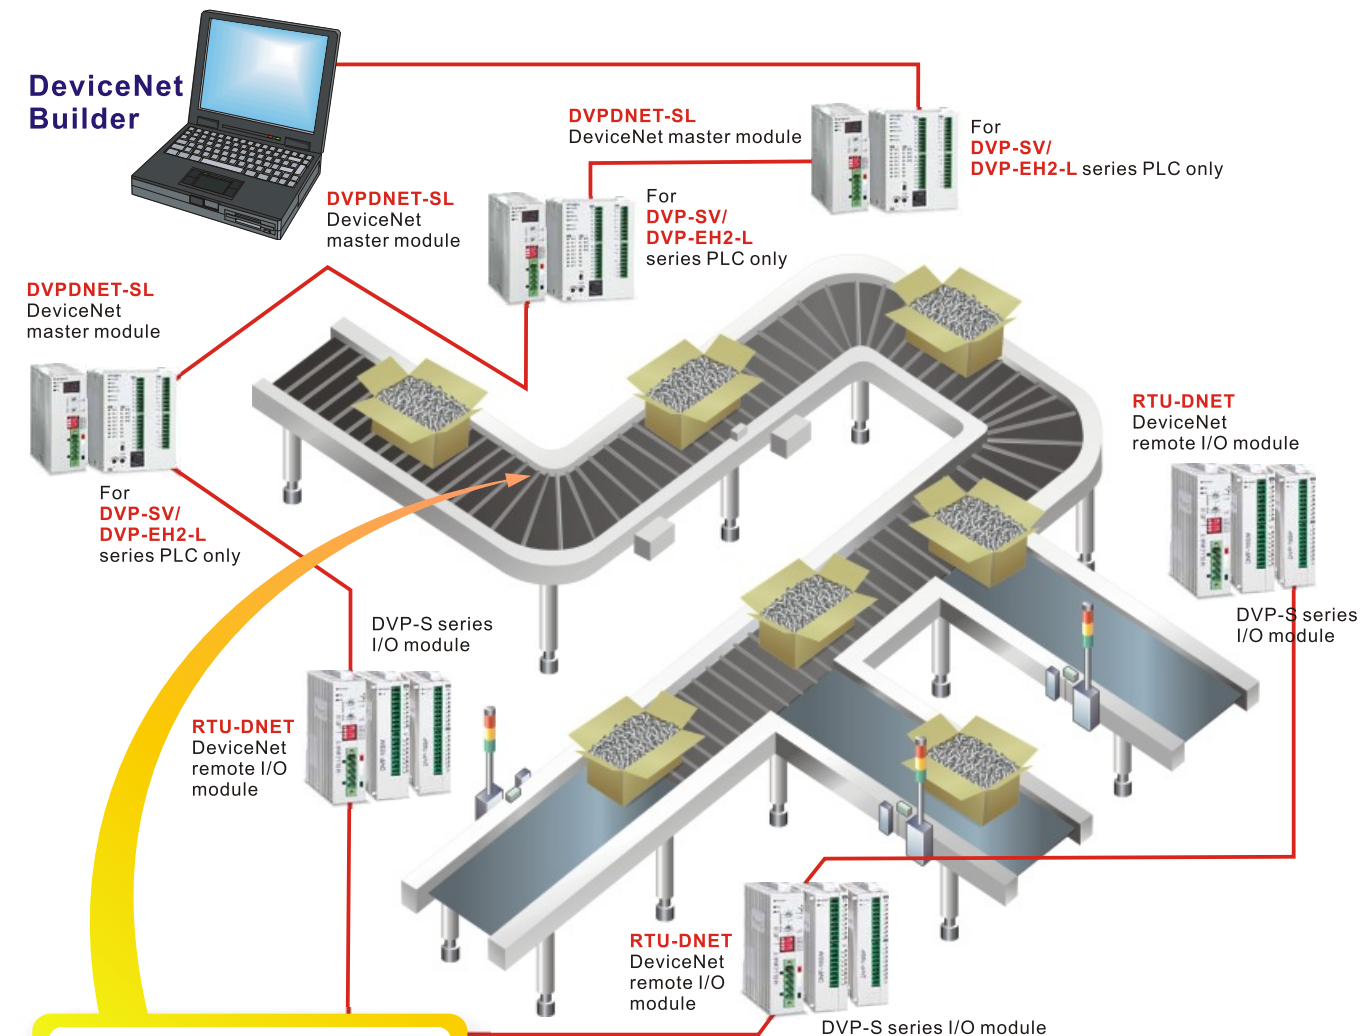 DeviceNet
Builder
DVPDNET-SL
DeviceNet master module
For
DVP-SV/
DVP-EH2-L series PLC only
DVPDNET-SL
DeviceNet
master module
For
DVP-SV/
DVP-EH2-L
series PLC only
DVPDNET-SL
DeviceNet
master module
For
DVP-SV/
DVP-EH2-L
series PLC only
RTU-DNET
DeviceNet
remote I/O module
DVP-S series
I/O module
DVP-S series
I/O module
RTU-DNET
DeviceNet
remote I/O
module
RTU-DNET
DeviceNet
remote I/O
module
DVP-S series I/O module